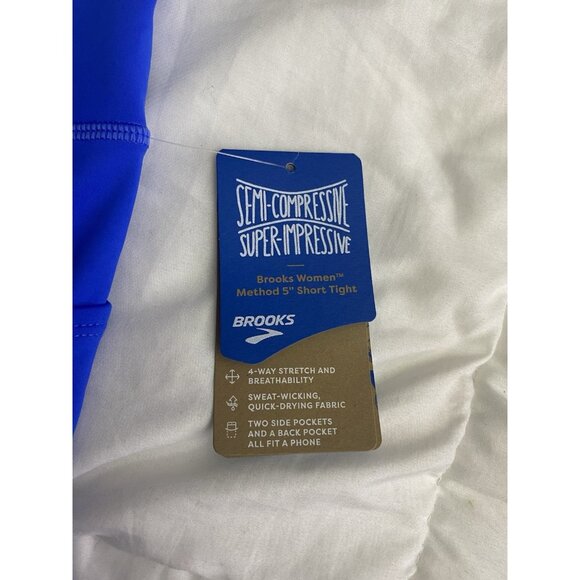 SEMI-COMPRESSIVE
SUPER-IMPRESSIVE
Brooks Women™
Method 5" Short Tight
BROOKS
4-WAY STRETCH AND
BREATHABILITY
SWEAT-WICKING,
QUICK-DRYING FABRIC
TWO SIDE POCKETS
AND A BACK POCKET
ALL FIT A PHONE